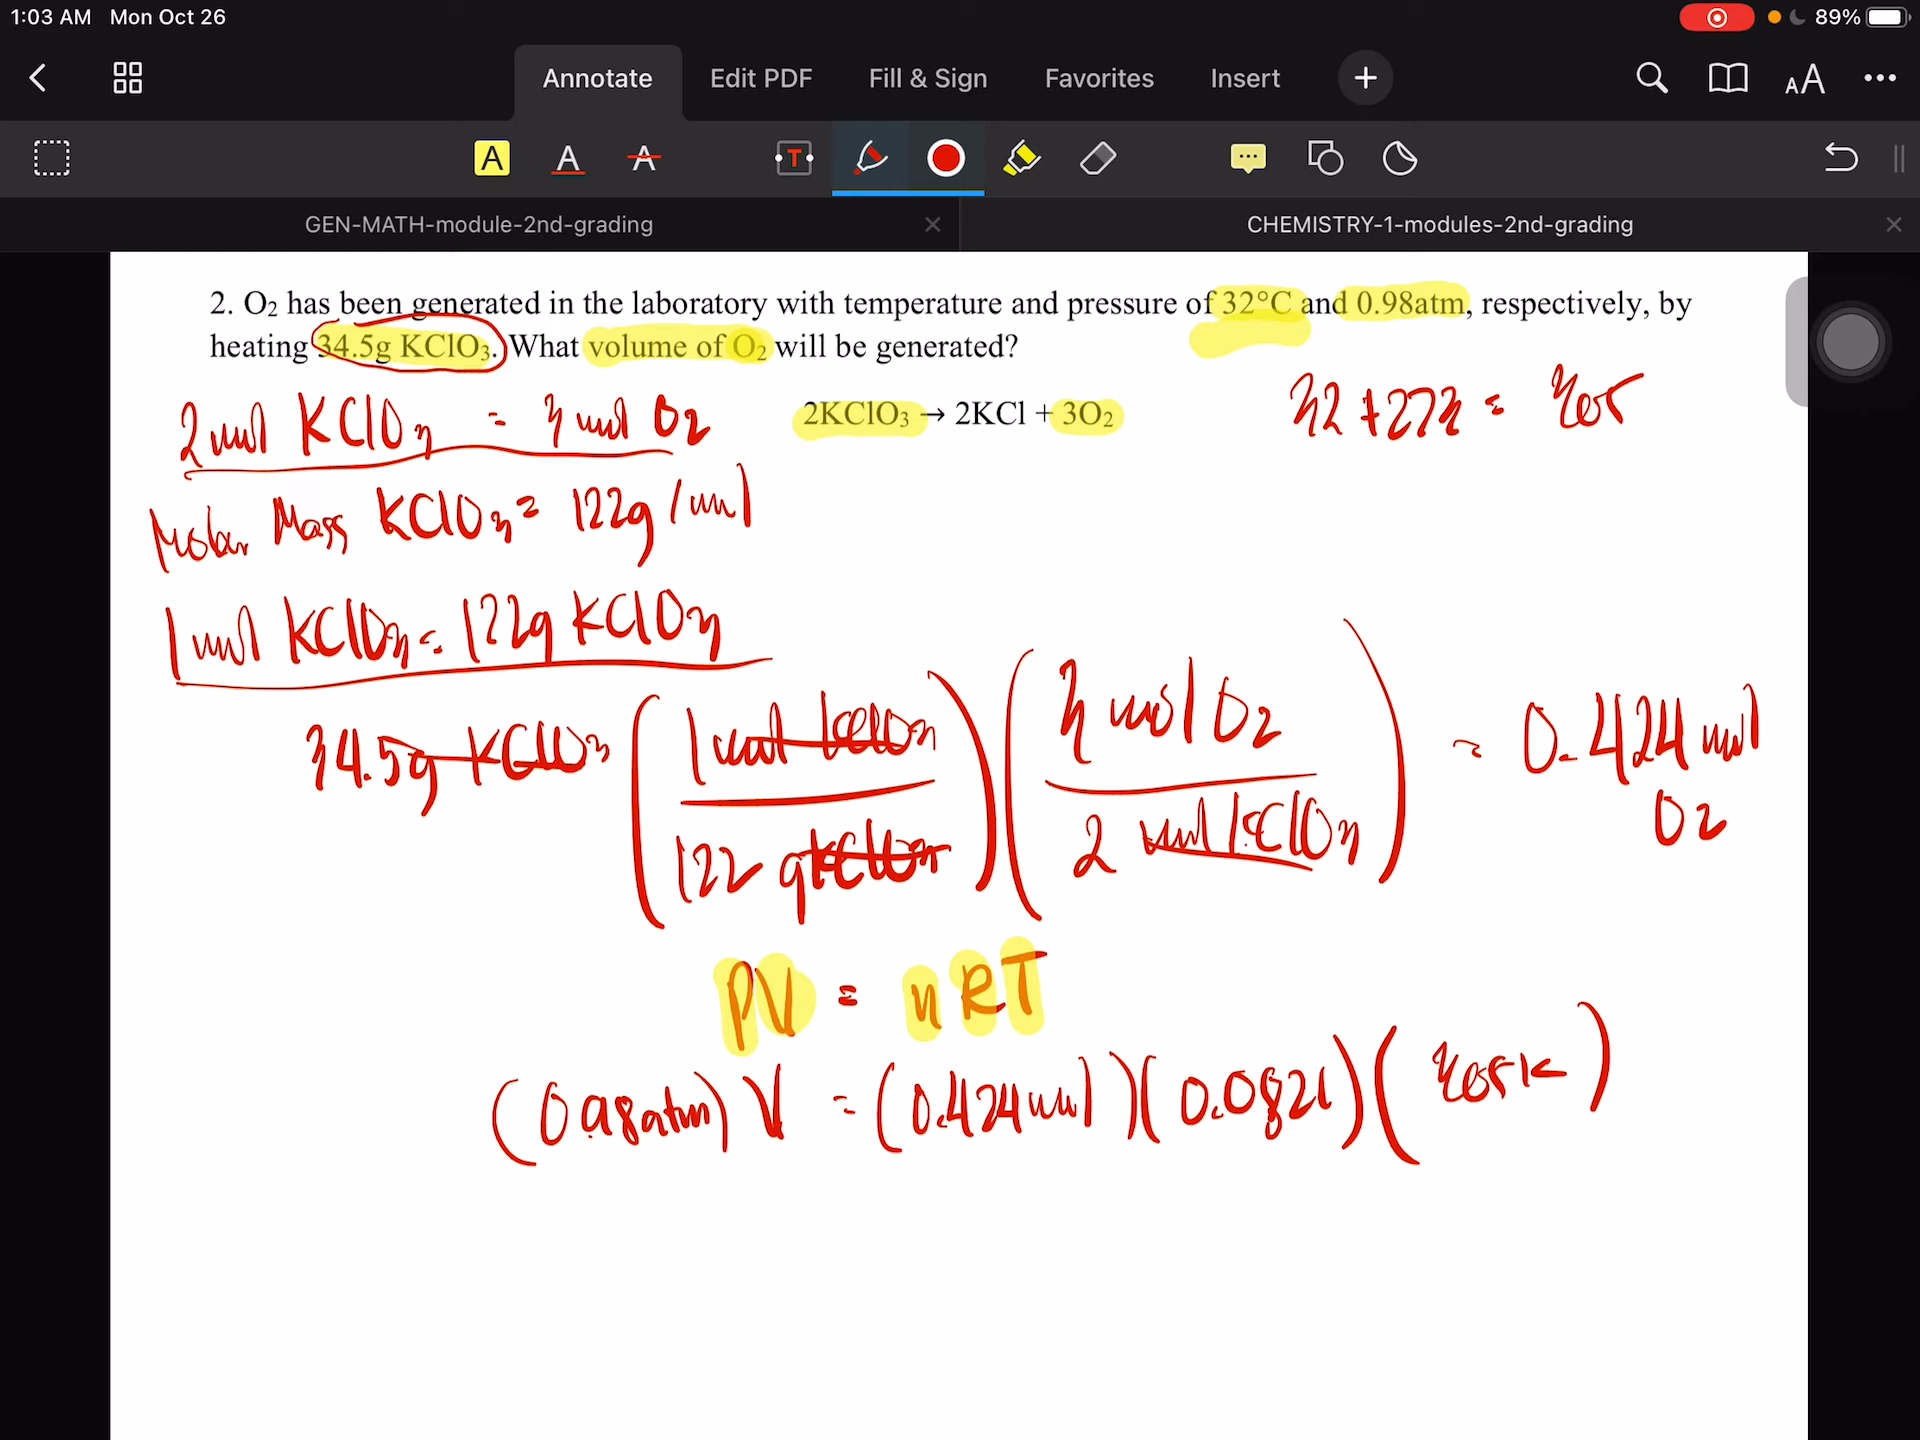 1:03 AM Mon Oct 26 89%
Annotate Edit PDF Fill & Sign Favorites Insert AA
A A A T
GEN-MATH-module-2nd-grading CHEMISTRY-1-modules-2nd-grading
2. O2 has been generated in the laboratory with temperature and pressure of 32°C and 0.98atm, respectively, by
heating 34.5g KClO3. What volume of O2 will be generated?
2KClO3 → 2KCl + 3O2
32 + 273 = 305
2 mol KClO3 = 3 mol O2
Molar Mass KClO3 = 122g/mol
1 mol KClO3 = 122g KClO3
34.5g KClO3 (1 mol KClO3 / 122 g KClO3) (3 mol O2 / 2 mol KClO3) = 0.424 mol O2
PV = nRT
(0.98atm) V = (0.424 mol)(0.0821)(305K)